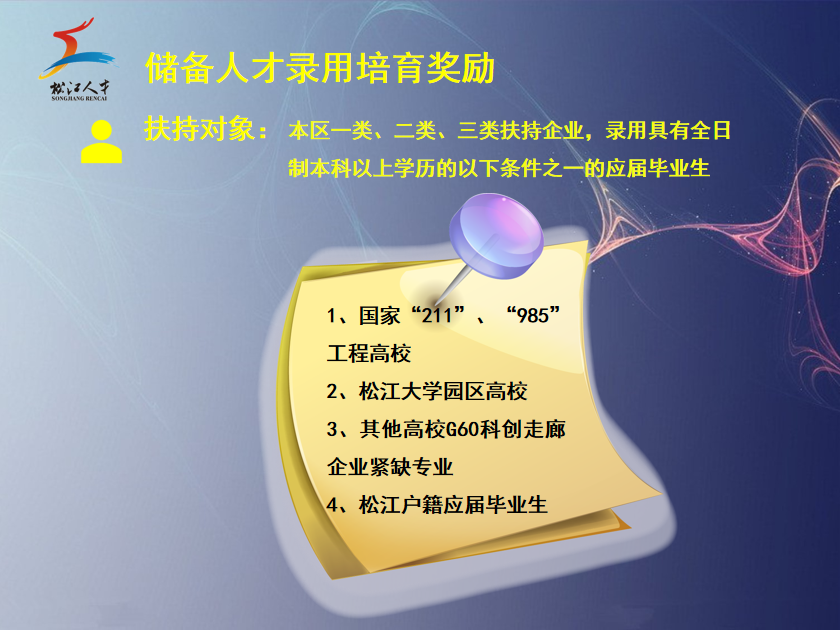 松江人才
SONGJIANG RENCAI
储备人才录用培育奖励
扶持对象：
本区一类、二类、三类扶持企业，录用具有全日
制本科以上学历的以下条件之一的应届毕业生
1、国家“211”、“985”
工程高校
2、松江大学园区高校
3、其他高校G60科创走廊
企业紧缺专业
4、松江户籍应届毕业生